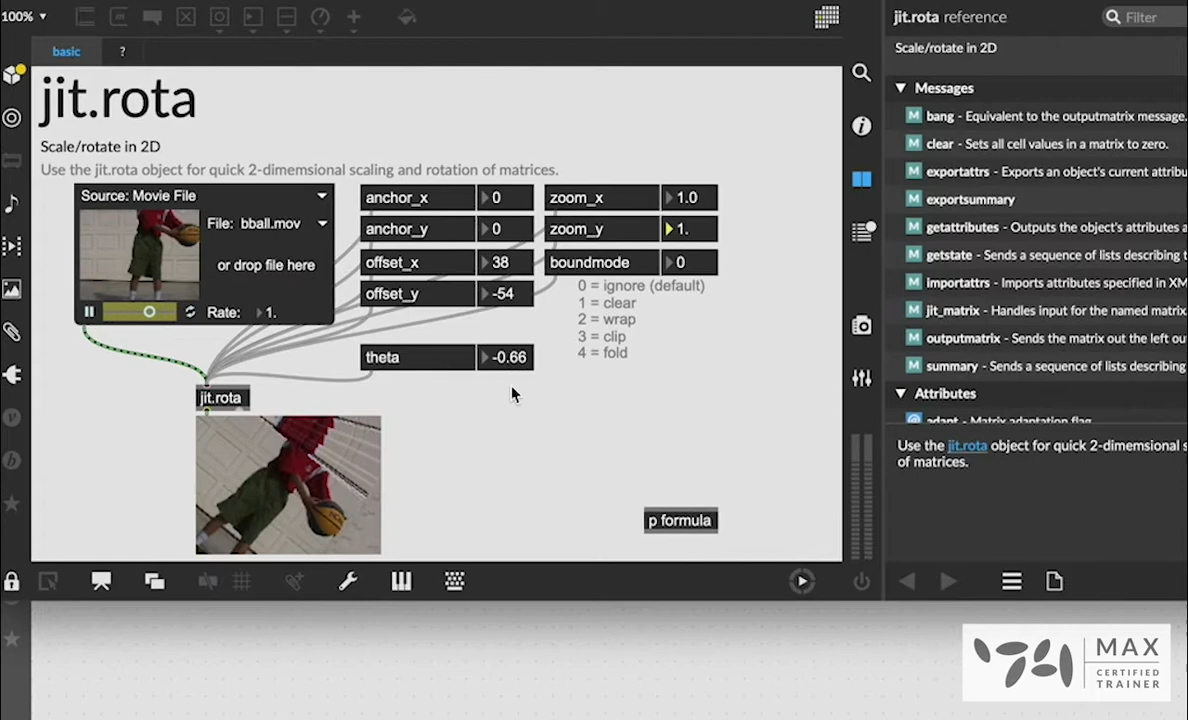 100%
jit.rota reference
Filter
basic
?
Scale/rotate in 2D
jit.rota
Messages
bang - Equivalent to the outputmatrix message.
Scale/rotate in 2D
clear - Sets all cell values in a matrix to zero.
Use the jit.rota object for quick 2-dimemsional scaling and rotation of matrices.
exportattrs - Exports an object's current attribu
Source: Movie File
anchor_x
0
zoom_x
1.0
exportsummary
File: bball.mov
anchor_y
0
zoom_y
1.
getattributes - Outputs the object's attributes a
or drop file here
offset_x
38
boundmode
0
getstate - Sends a sequence of lists describing t
0 = ignore (default)
importattrs - Imports attributes specified in XM
offset_y
-54
1 = clear
Rate:
1.
2 = wrap
jit_matrix - Handles input for the named matrix
3 = clip
outputmatrix - Sends the matrix out the left ou
theta
-0.66
4 = fold
summary - Sends a sequence of lists describing
jit.rota
Attributes
adapt - Matrix adaptation flag
Use the jit.rota object for quick 2-dimemsional s
of matrices.
p formula
MAX
CERTIFIED
TRAINER